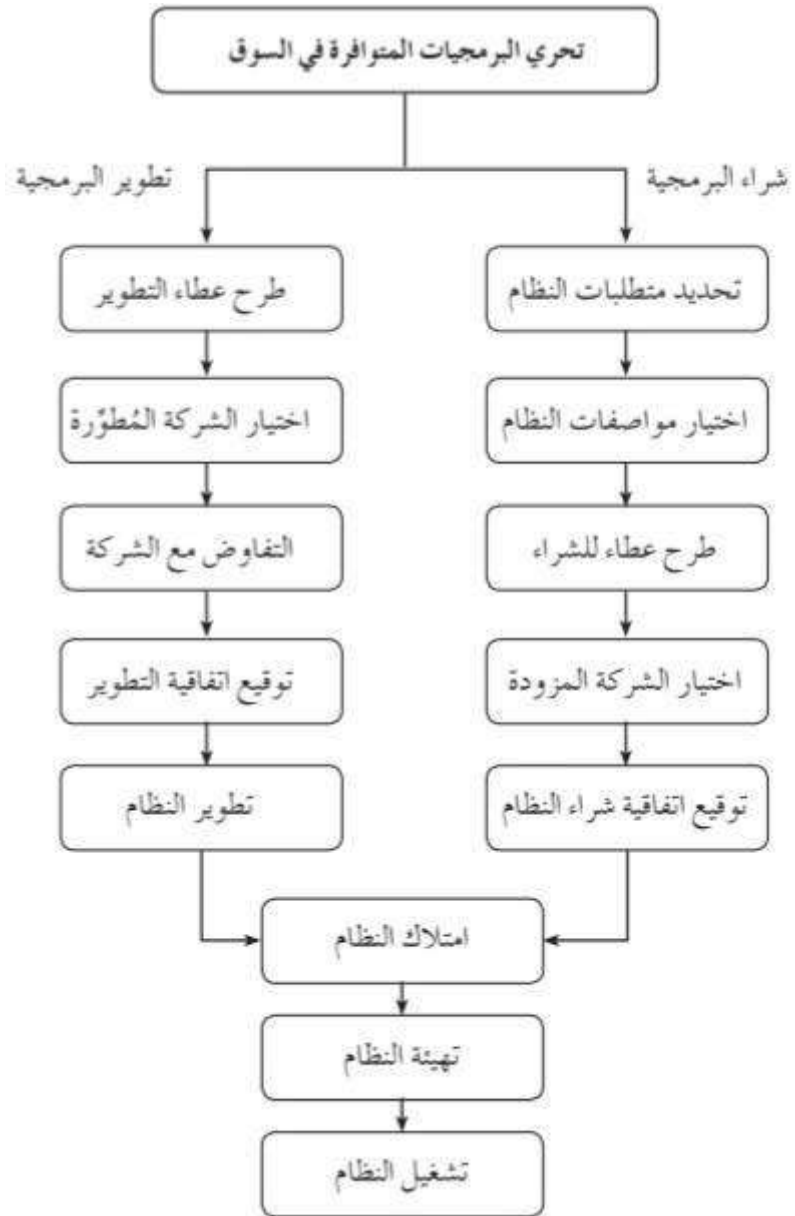 تحري البرمجيات المتوافرة في السوق
شراء البرمجية
تطوير البرمجية
تحديد متطلبات النظام
طرح عطاء التطوير
اختيار مواصفات النظام
اختيار الشركة المُطوِّرة
طرح عطاء للشراء
التفاوض مع الشركة
اختيار الشركة المزودة
توقيع اتفاقية التطوير
توقيع اتفاقية شراء النظام
تطوير النظام
امتلاك النظام
تهيئة النظام
تشغيل النظام